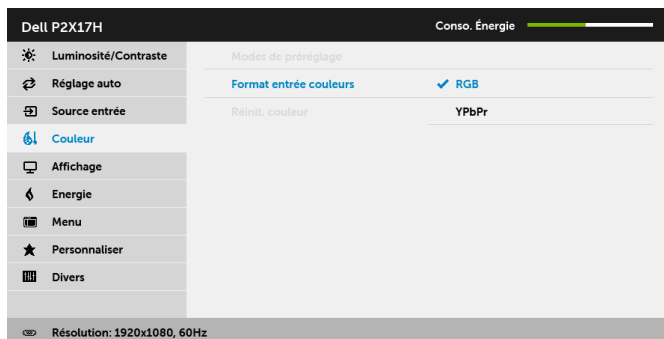 Dell P2X17H
Conso. Énergie
Luminosité/Contraste
Modes de préréglage
Réglage auto
Format entrée couleurs
RGB
Source entrée
Réinit. couleur
YPbPr
Couleur
Affichage
Energie
Menu
Personnaliser
Divers
Résolution: 1920x1080, 60Hz